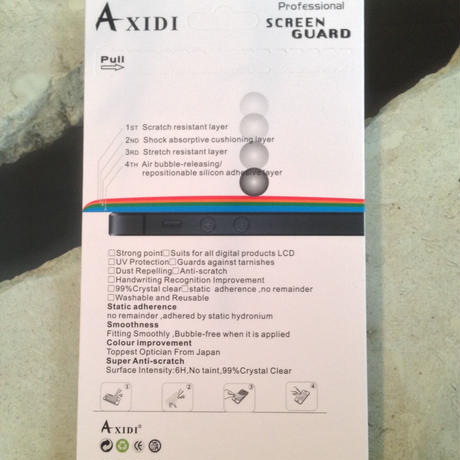 AXIDI
Professional
SCREEN
GUARD
Pull
1ST Scratch resistant layer
2ND Shock absorptive cushioning layer
3RD Stretch resistant layer
4TH Air bubble-releasing/
repositionable silicon adhesive layer
□Strong point□Suits for all digital products LCD
□UV Protection□Guards against tarnishes
□Dust Repelling□Anti-scratch
□Handwriting Recognition Improvement
□99%Crystal clear□static adherence ,no remainder
□Washable and Reusable
Static adherence
no remainder ,adhered by static hydronium
Smoothness
Fitting Smoothly ,Bubble-free when it is applied
Colour improvement
Toppest Optician From Japan
Super Anti-scratch
Surface Intensity:6H,No taint,99%Crystal Clear
① ② ③ ④
AXIDI®